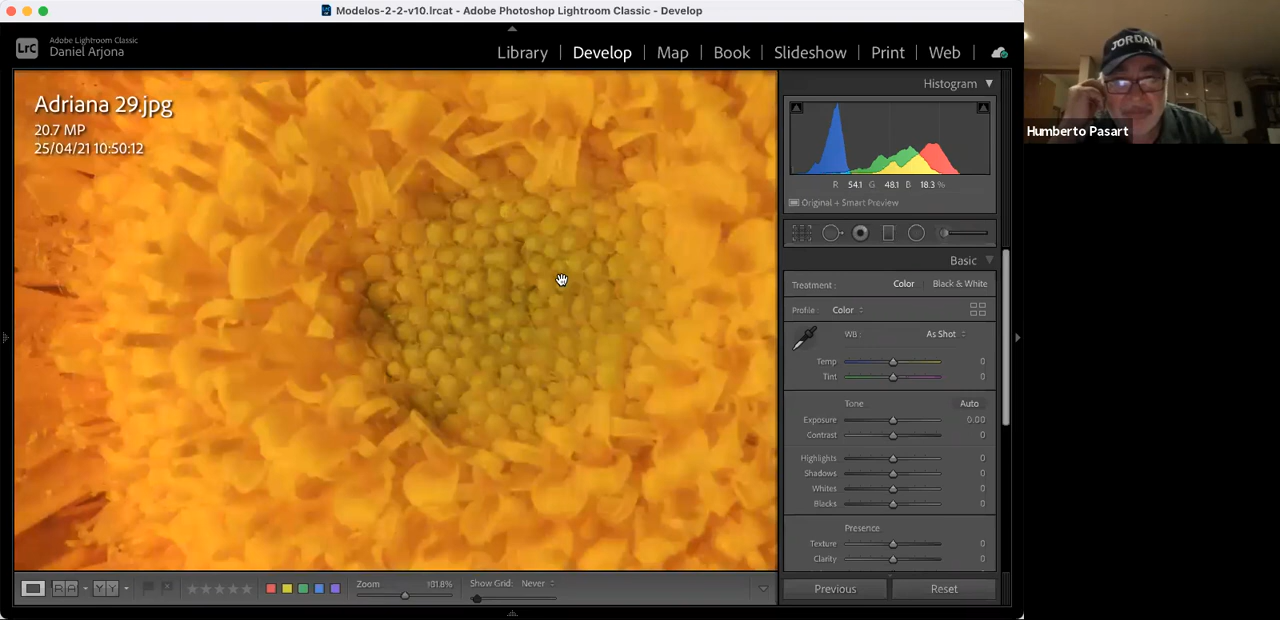 Modelos-2-2-v10.lrcat - Adobe Photoshop Lightroom Classic - Develop
LrC
Adobe Lightroom Classic
Daniel Arjona
Library | Develop | Map | Book | Slideshow | Print | Web |
Adriana 29.jpg
20.7 MP
25/04/21 10:50:12
Histogram
R 54.1 G 48.1 B 18.3 %
Original + Smart Preview
Basic
Treatment : Color Black & White
Profile : Color
WB : As Shot
Temp 0
Tint 0
Tone Auto
Exposure 0.00
Contrast 0
Highlights 0
Shadows 0
Whites 0
Blacks 0
Presence
Texture 0
Clarity 0
R A Y Y Zoom 101.8% Show Grid: Never
Previous Reset
JORDAN
Humberto Pasart